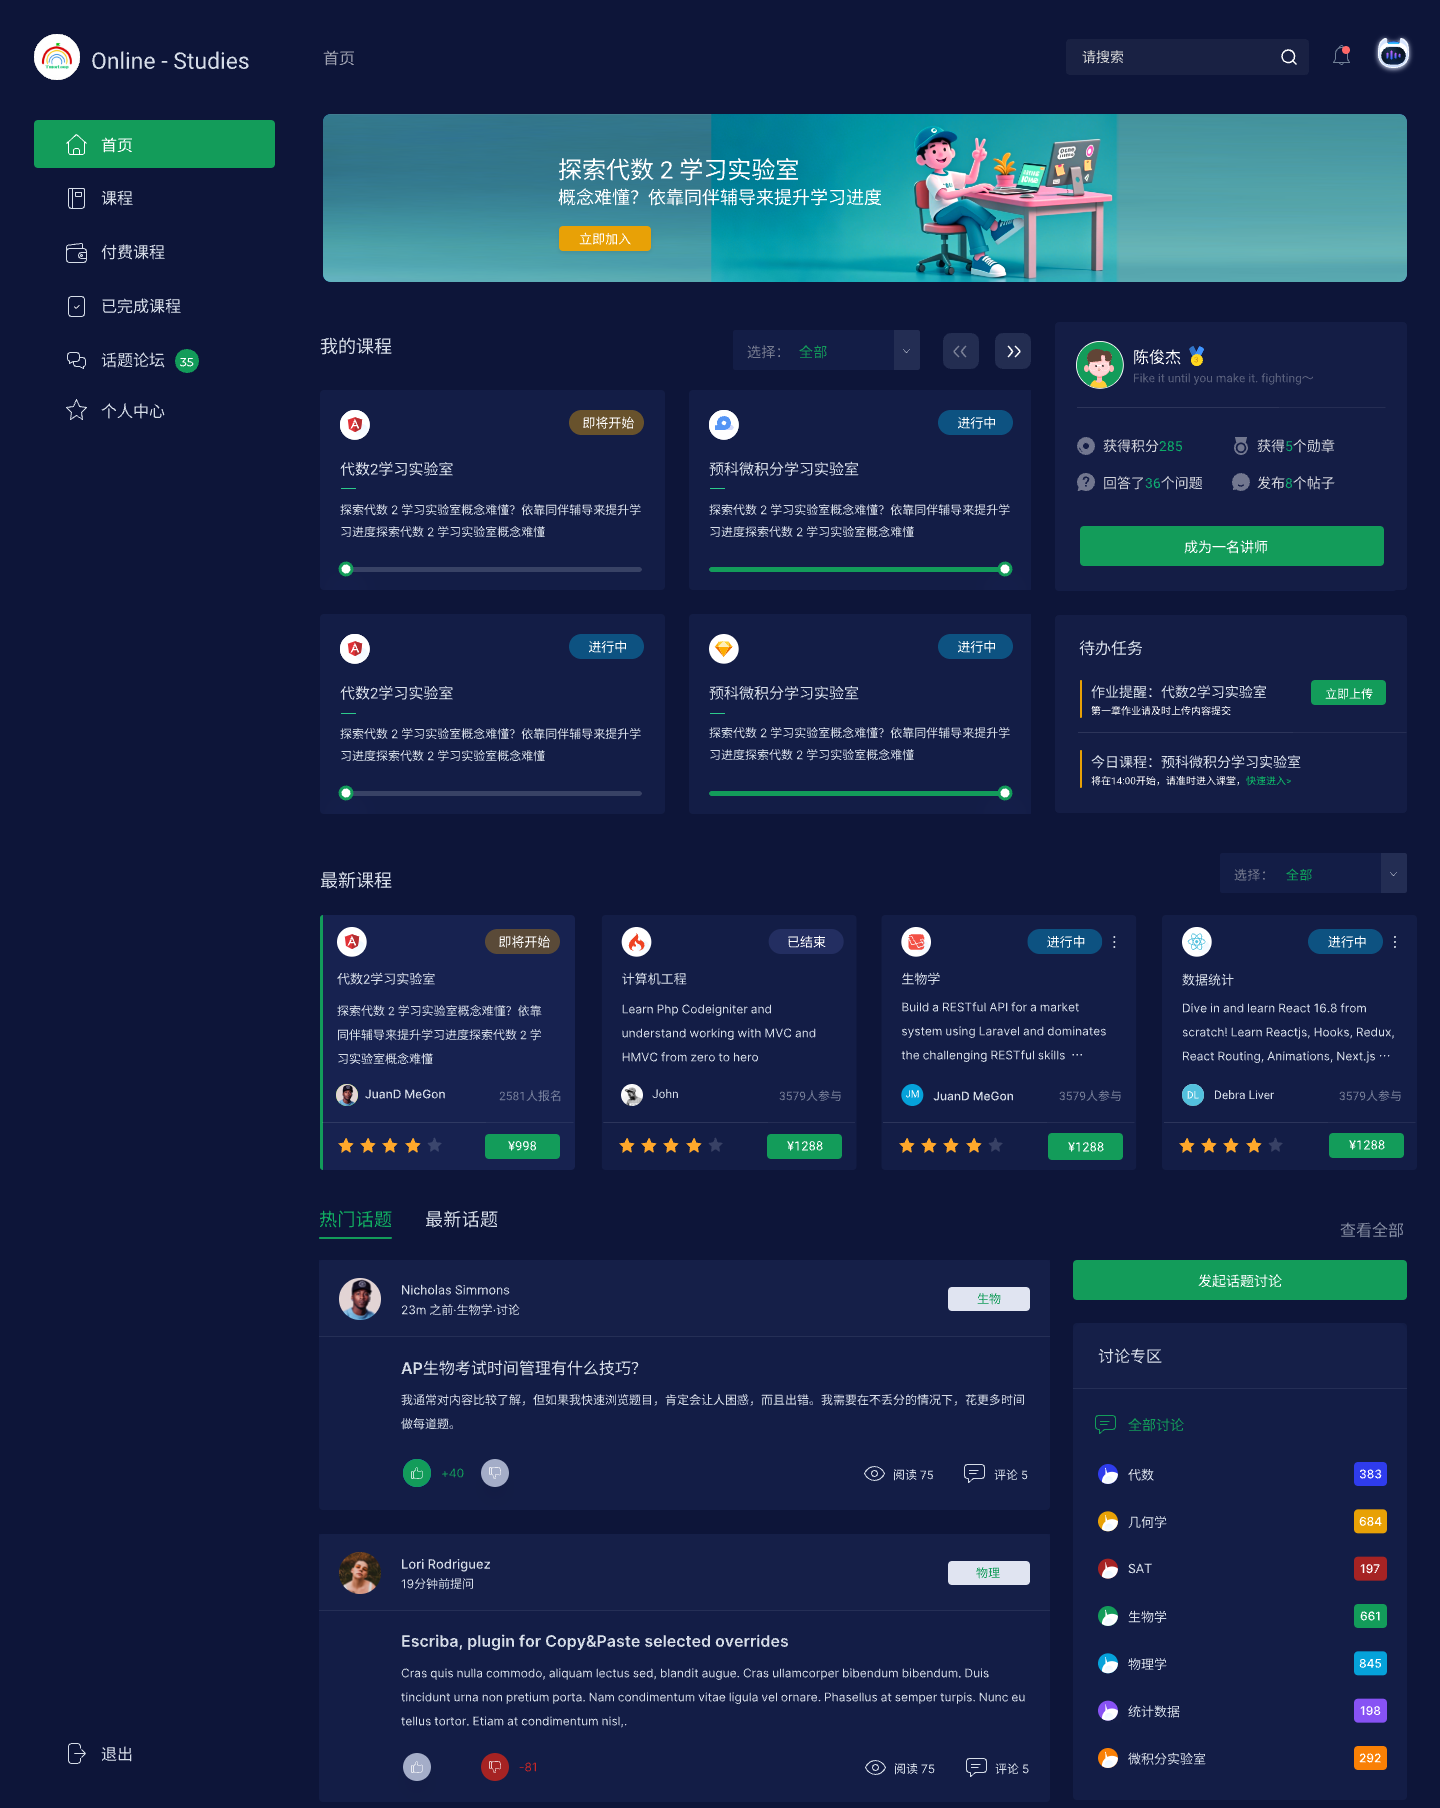 Online - Studies
首页
请搜索
首页
课程
付费课程
已完成课程
话题论坛 35
个人中心
退出
探索代数 2 学习实验室
概念难懂？依靠同伴辅导来提升学习进度
立即加入
我的课程
选择： 全部
即将开始
代数2学习实验室
探索代数 2 学习实验室概念难懂？依靠同伴辅导来提升学
习进度探索代数 2 学习实验室概念难懂
进行中
预科微积分学习实验室
探索代数 2 学习实验室概念难懂？依靠同伴辅导来提升学
习进度探索代数 2 学习实验室概念难懂
进行中
代数2学习实验室
探索代数 2 学习实验室概念难懂？依靠同伴辅导来提升学
习进度探索代数 2 学习实验室概念难懂
进行中
预科微积分学习实验室
探索代数 2 学习实验室概念难懂？依靠同伴辅导来提升学
习进度探索代数 2 学习实验室概念难懂
陈俊杰
Fike it until you make it. fighting～
获得积分285
获得5个勋章
回答了36个问题
发布8个帖子
成为一名讲师
待办任务
作业提醒：代数2学习实验室
第一章作业请及时上传内容提交
立即上传
今日课程：预科微积分学习实验室
将在14:00开始，请准时进入课堂，快速进入>
最新课程
选择： 全部
即将开始
代数2学习实验室
探索代数 2 学习实验室概念难懂？依靠
同伴辅导来提升学习进度探索代数 2 学
习实验室概念难懂
JuanD MeGon
2581人报名
¥998
已结束
计算机工程
Learn Php Codeigniter and
understand working with MVC and
HMVC from zero to hero
John
3579人参与
¥1288
进行中
生物学
Build a RESTful API for a market
system using Laravel and dominates
the challenging RESTful skills ···
JM
JuanD MeGon
3579人参与
¥1288
进行中
数据统计
Dive in and learn React 16.8 from
scratch! Learn Reactjs, Hooks, Redux,
React Routing, Animations, Next.js ···
DL
Debra Liver
3579人参与
¥1288
热门话题
最新话题
查看全部
Nicholas Simmons
23m 之前·生物学·讨论
生物
AP生物考试时间管理有什么技巧？
我通常对内容比较了解，但如果我快速浏览题目，肯定会让人困惑，而且出错。我需要在不丢分的情况下，花更多时间
做每道题。
+40
阅读 75
评论 5
Lori Rodriguez
19分钟前提问
物理
Escriba, plugin for Copy&Paste selected overrides
Cras quis nulla commodo, aliquam lectus sed, blandit augue. Cras ullamcorper bibendum bibendum. Duis
tincidunt urna non pretium porta. Nam condimentum vitae ligula vel ornare. Phasellus at semper turpis. Nunc eu
tellus tortor. Etiam at condimentum nisl,.
-81
阅读 75
评论 5
发起话题讨论
讨论专区
全部讨论
代数 383
几何学 684
SAT 197
生物学 661
物理学 845
统计数据 198
微积分实验室 292